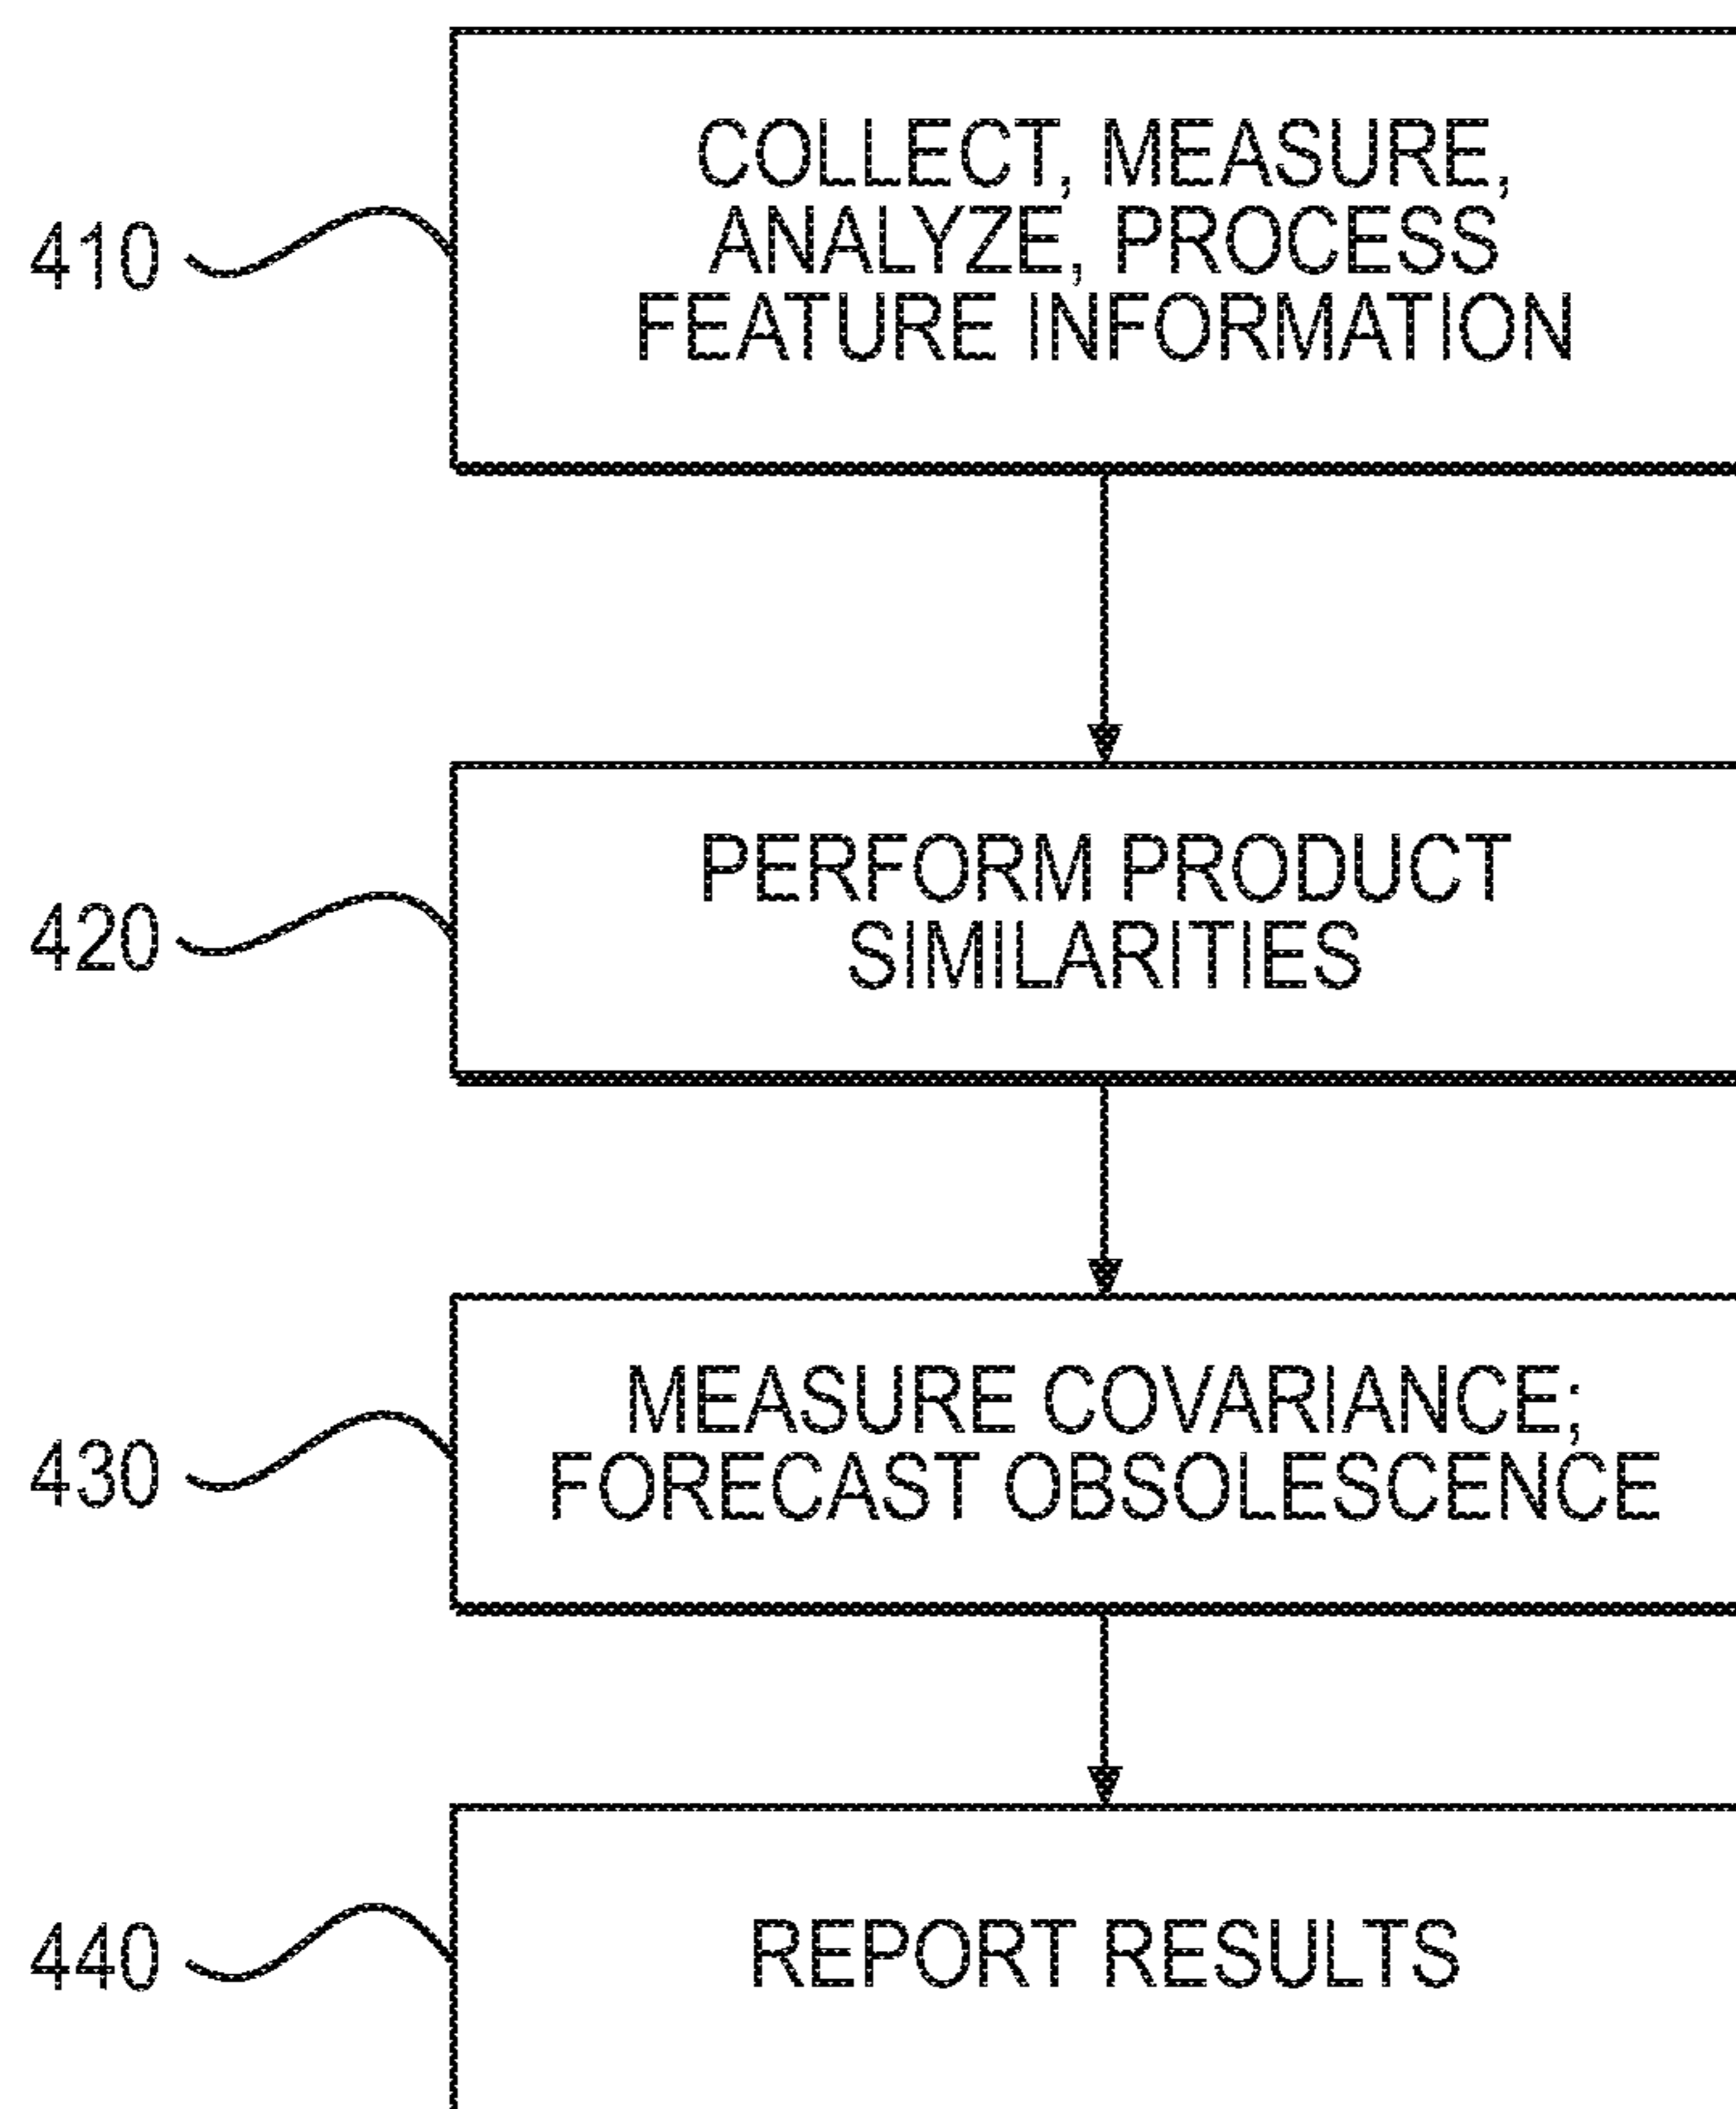 COLLECT, MEASURE,
ANALYZE, PROCESS
FEATURE INFORMATION
410
PERFORM PRODUCT
SIMILARITIES
420
MEASURE COVARIANCE;
FORECAST OBSOLESCENCE
430
REPORT RESULTS
440